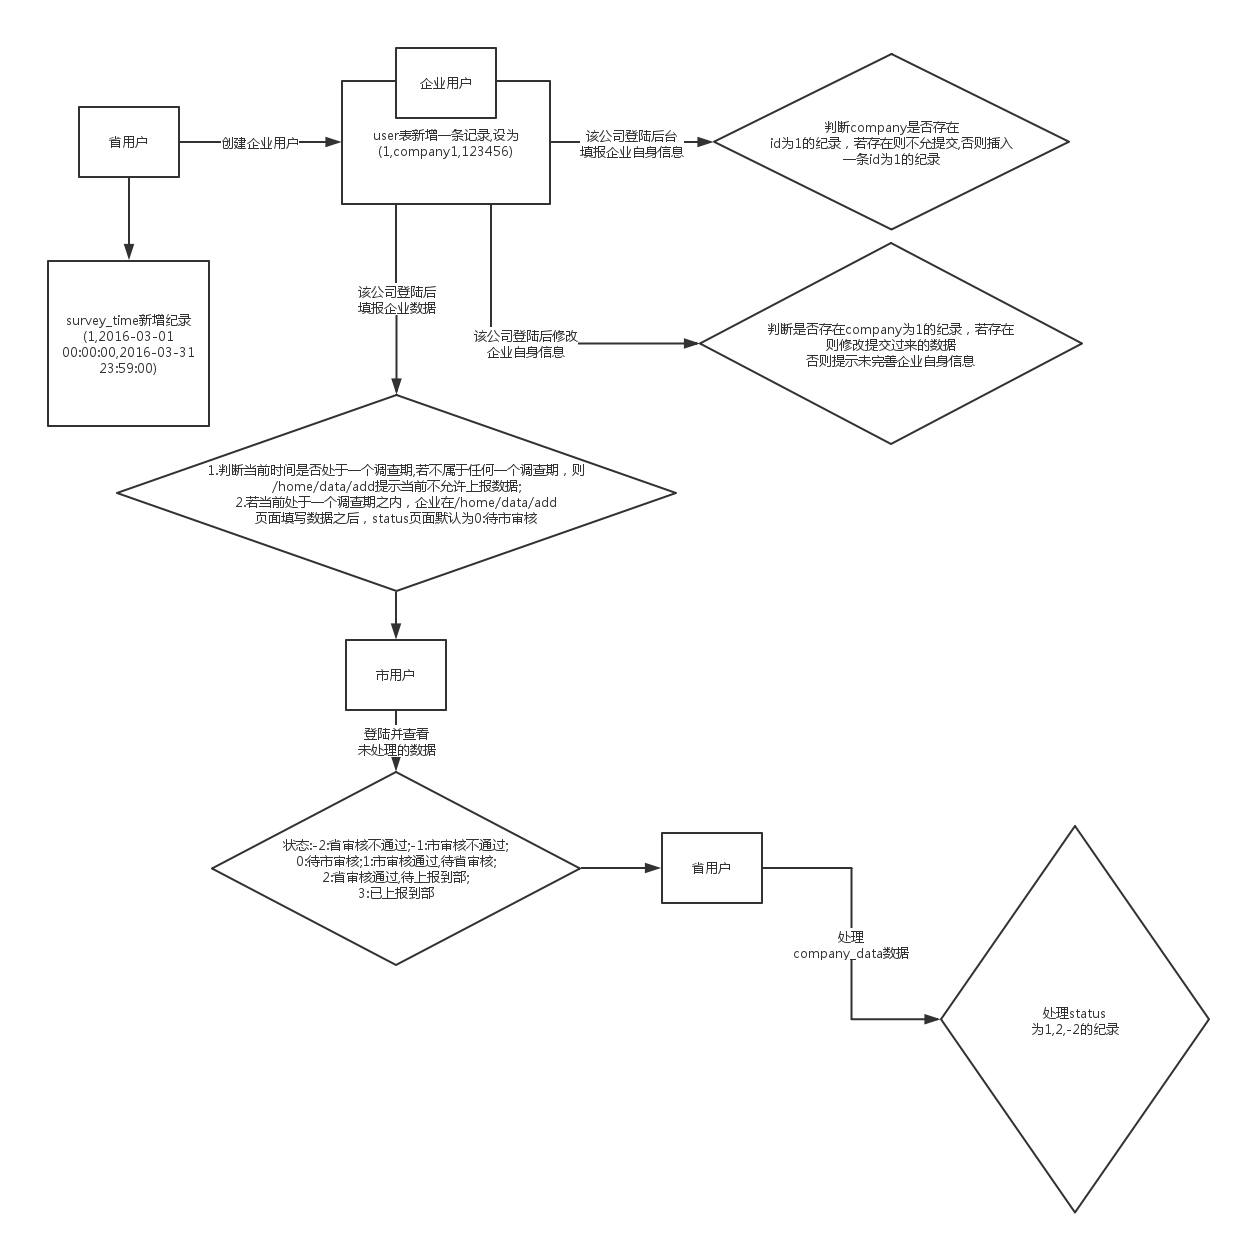 企业用户
省用户
创建企业用户
user表新增一条记录,设为
(1,company1,123456)
该公司登陆后台
填报企业自身信息
判断company是否存在
id为1的纪录，若存在则不允提交,否则插入
一条id为1的纪录
survey_time新增纪录
(1,2016-03-01
00:00:00,2016-03-31
23:59:00)
该公司登陆后
填报企业数据
该公司登陆后修改
企业自身信息
判断是否存在company为1的纪录，若存在
则修改提交过来的数据
否则提示未完善企业自身信息
1.判断当前时间是否处于一个调查期,若不属于任何一个调查期，则
/home/data/add提示当前不允许上报数据;
2.若当前处于一个调查期之内，企业在/home/data/add
页面填写数据之后，status页面默认为0:待市审核
市用户
登陆并查看
未处理的数据
状态:-2:省审核不通过;-1:市审核不通过;
0:待市审核;1:市审核通过,待省审核;
2:省审核通过,待上报到部;
3:已上报到部
省用户
处理
company_data数据
处理status
为1,2,-2的纪录